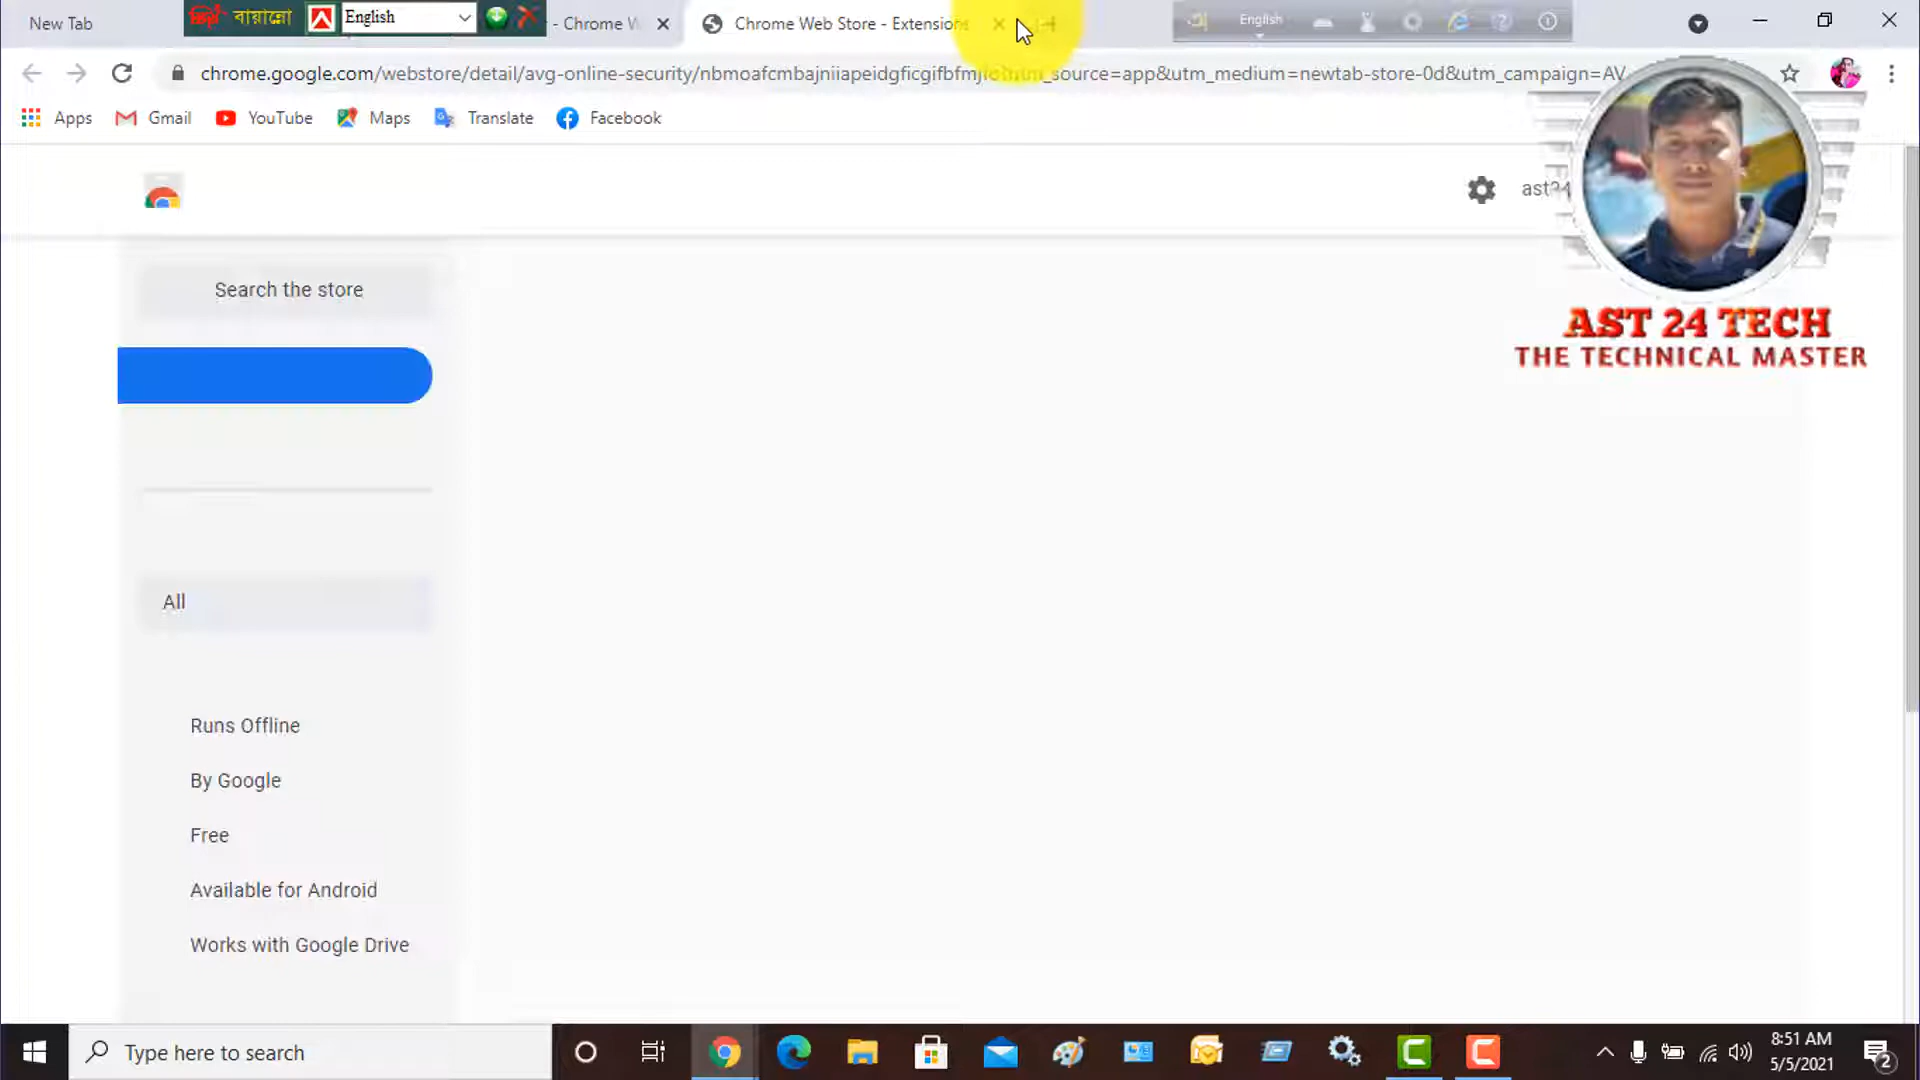 New Tab
বায়ান্নো
English
- Chrome W
Chrome Web Store - Extensions
English
chrome.google.com/webstore/detail/avg-online-security/
=app&utm_medium=newtab-store-0d&utm_campaign=AV
Apps
Gmail
YouTube
Maps
Translate
Facebook
ast24
AST 24 TECH
THE TECHNICAL MASTER
Search the store
All
Runs Offline
By Google
Free
Available for Android
Works with Google Drive
Type here to search
8:51 AM
5/5/2021
2